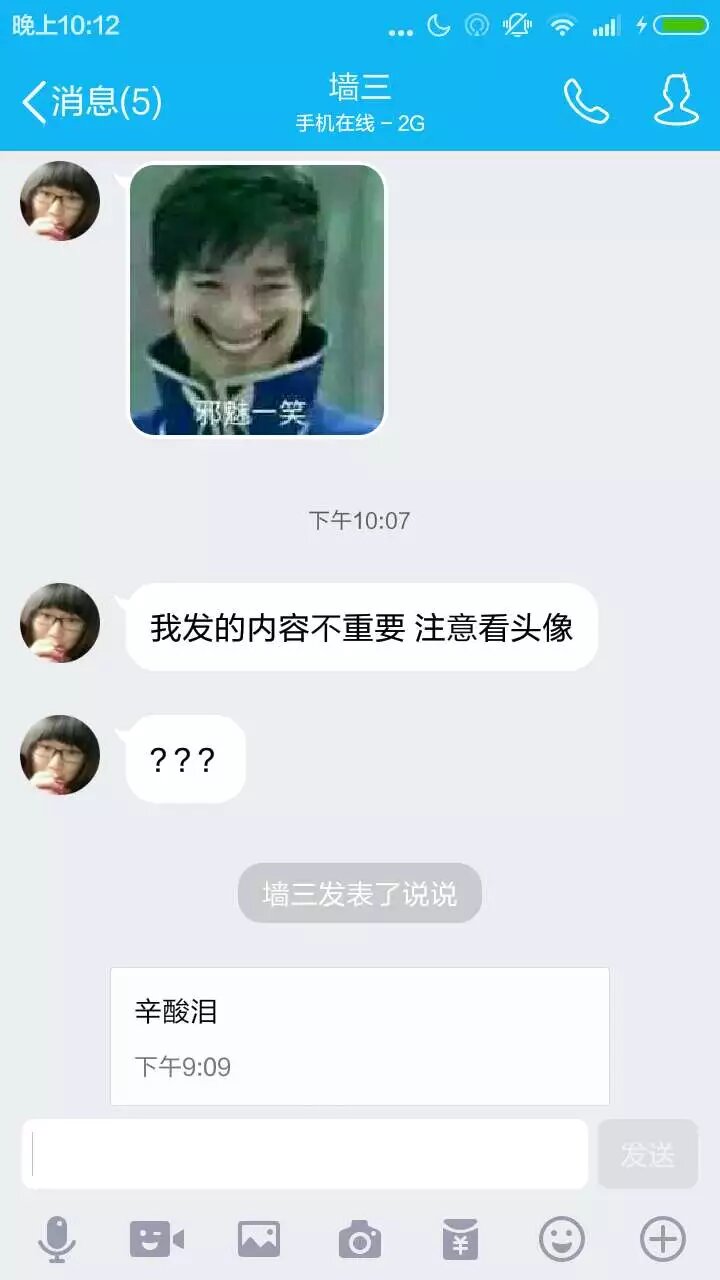 晚上10:12
消息(5)
墙三
手机在线 - 2G
邪魅一笑
下午10:07
我发的内容不重要 注意看头像
???
墙三发表了说说
辛酸泪
下午9:09
发送